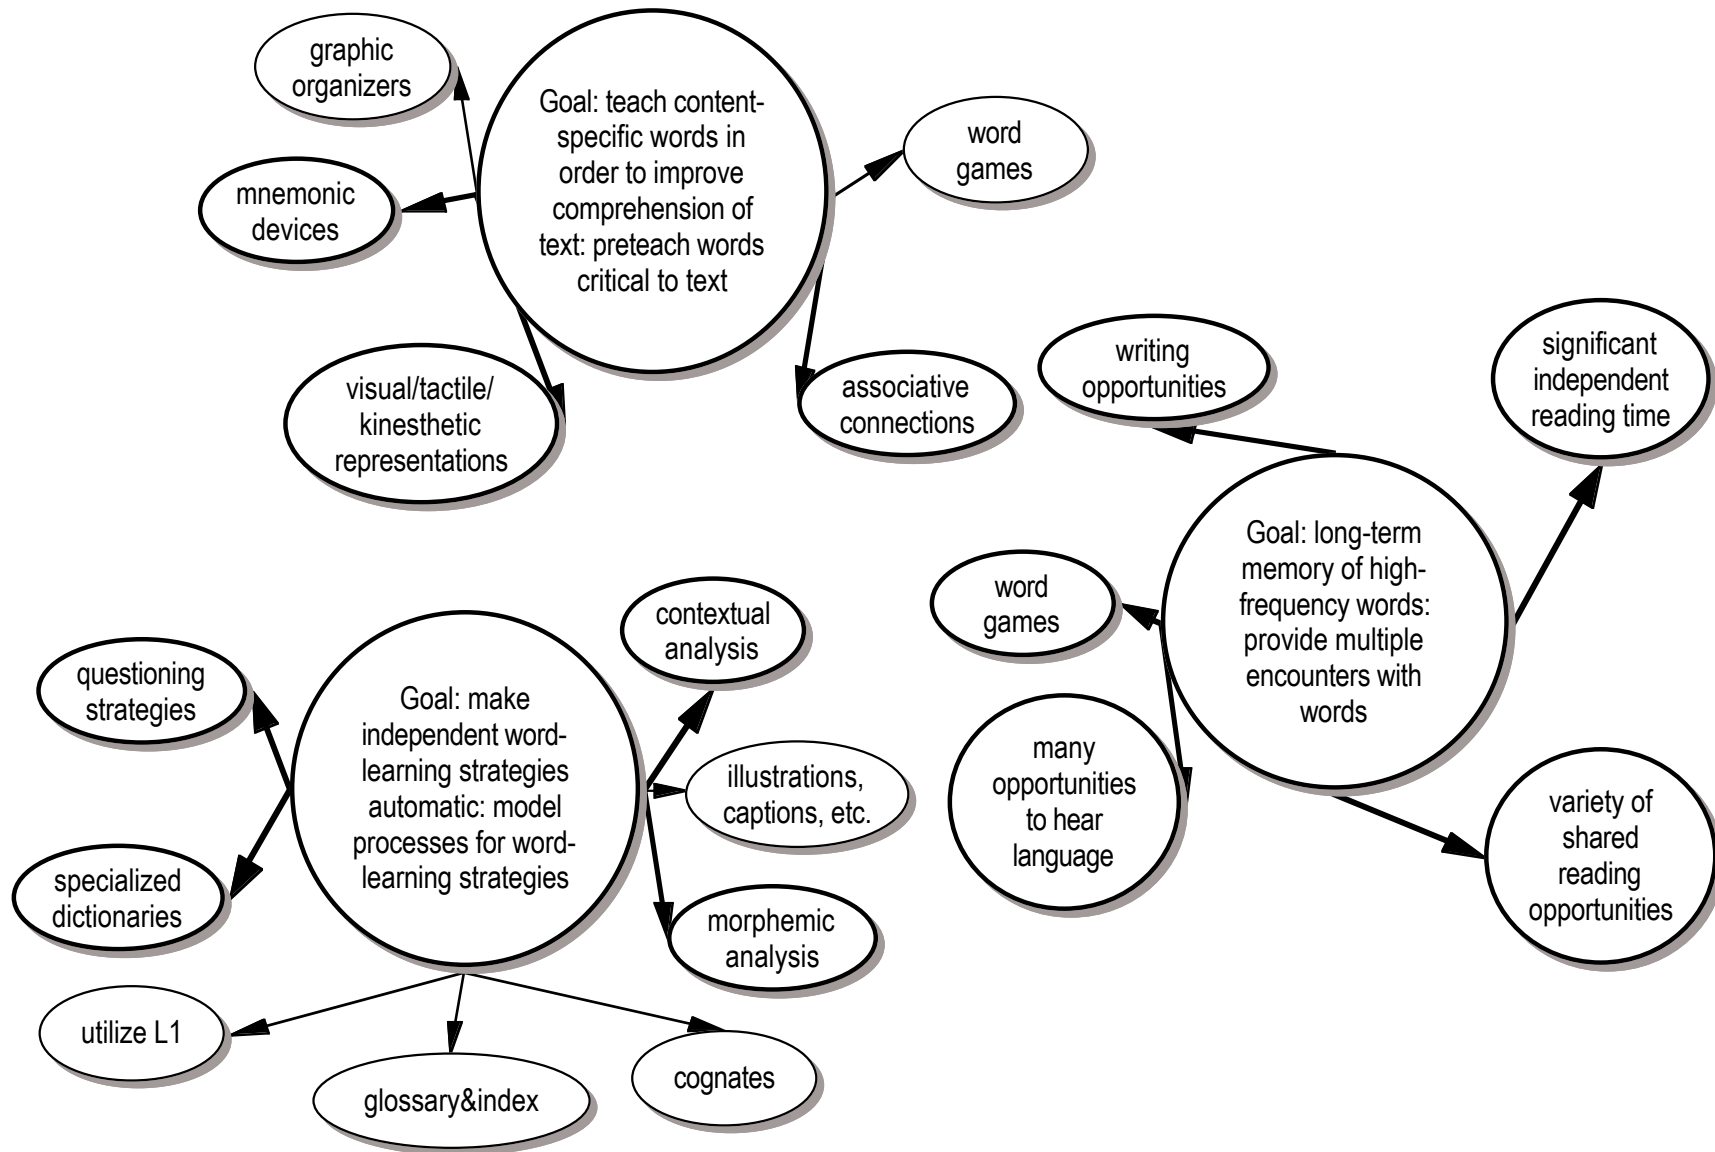 graphic
organizers
Goal: teach content-
specific words in
order to improve
comprehension of
text: preteach words
critical to text
word
games
mnemonic
devices
visual/tactile/
kinesthetic
representations
associative
connections
writing
opportunities
significant
independent
reading time
Goal: long-term
memory of high-
frequency words:
provide multiple
encounters with
words
word
games
many
opportunities
to hear
language
variety of
shared
reading
opportunities
contextual
analysis
questioning
strategies
Goal: make
independent word-
learning strategies
automatic: model
processes for word-
learning strategies
illustrations,
captions, etc.
specialized
dictionaries
morphemic
analysis
utilize L1
glossary&index
cognates